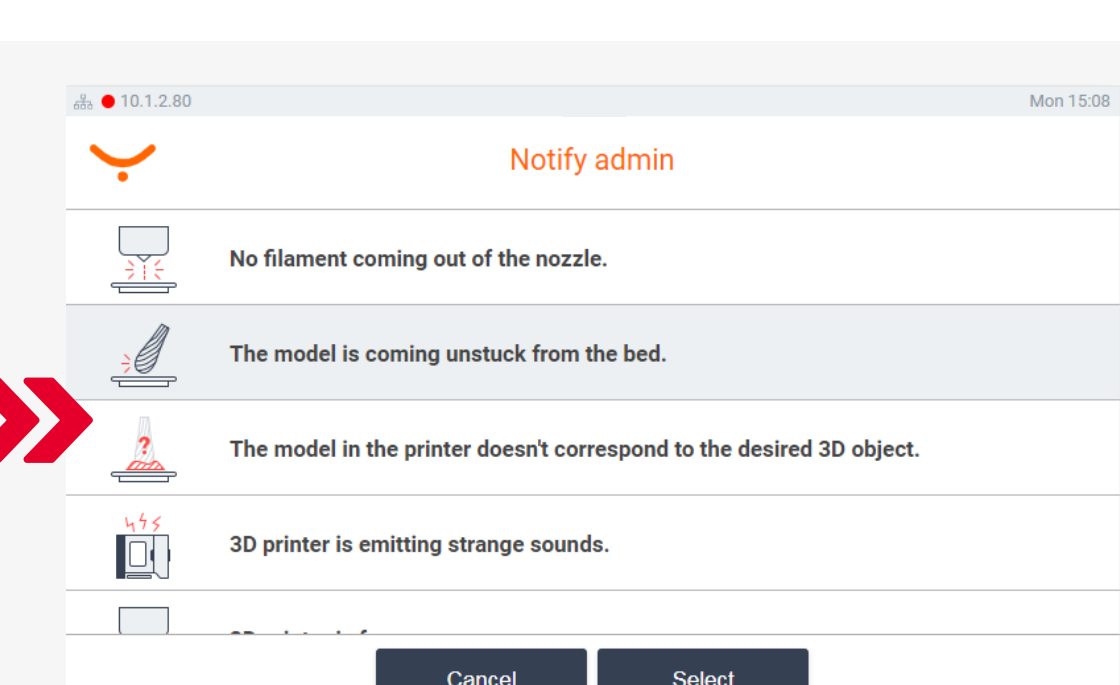 10.1.2.80 Mon 15:08
Notify admin
No filament coming out of the nozzle.
The model is coming unstuck from the bed.
?
The model in the printer doesn't correspond to the desired 3D object.
3D printer is emitting strange sounds.
Cancel Select